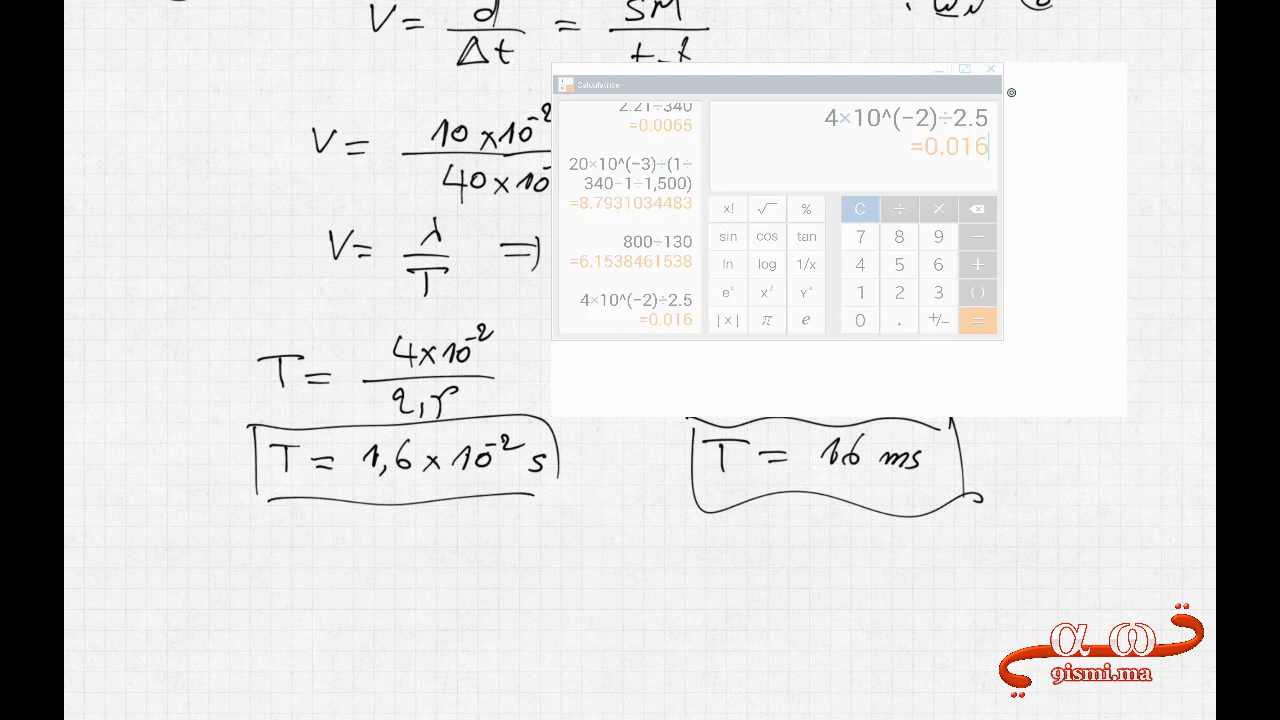 V = d / Δt = SM / t - t
V = 10 × 10⁻² / 40 × 10⁻
V = λ / T ⇒
T = 4 × 10⁻² / 2,5
T = 1,6 × 10⁻² s
T = 16 ms
Calculatrice
2.21÷340
=0.0065
20×10^(−3)÷(1÷
340−1÷1,500)
=8.7931034483
800÷130
=6.1538461538
4×10^(−2)÷2.5
=0.016
4×10^(−2)÷2.5
=0.016
x! √ % C ÷ ×
sin cos tan 7 8 9 −
ln log 1/x 4 5 6 +
eˣ x² Yˣ 1 2 3 ( )
|x| π e 0 . +/− =
α ω
gismi.ma